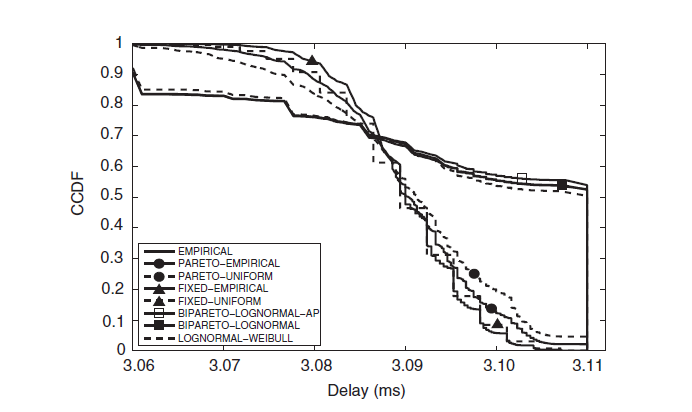 1
0.9
0.8
0.7
0.6
0.5
0.4
0.3
0.2
0.1
0
CCDF
EMPIRICAL
PARETO-EMPIRICAL
PARETO-UNIFORM
FIXED-EMPIRICAL
FIXED-UNIFORM
BIPARETO-LOGNORMAL-AP
BIPARETO-LOGNORMAL
LOGNORMAL-WEIBULL
3.06 3.07 3.08 3.09 3.10 3.11
Delay (ms)